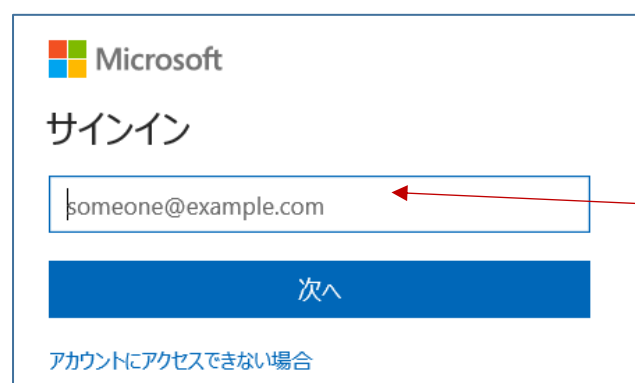 Microsoft
サインイン
someone@example.com
次へ
アカウントにアクセスできない場合